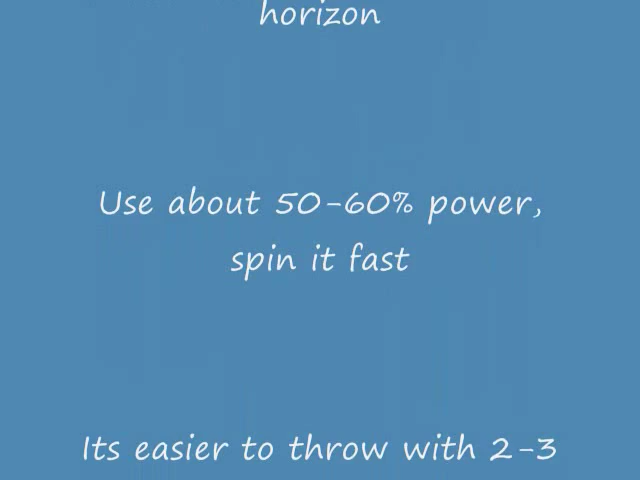 horizon
Use about 50-60% power,
spin it fast
Its easier to throw with 2-3